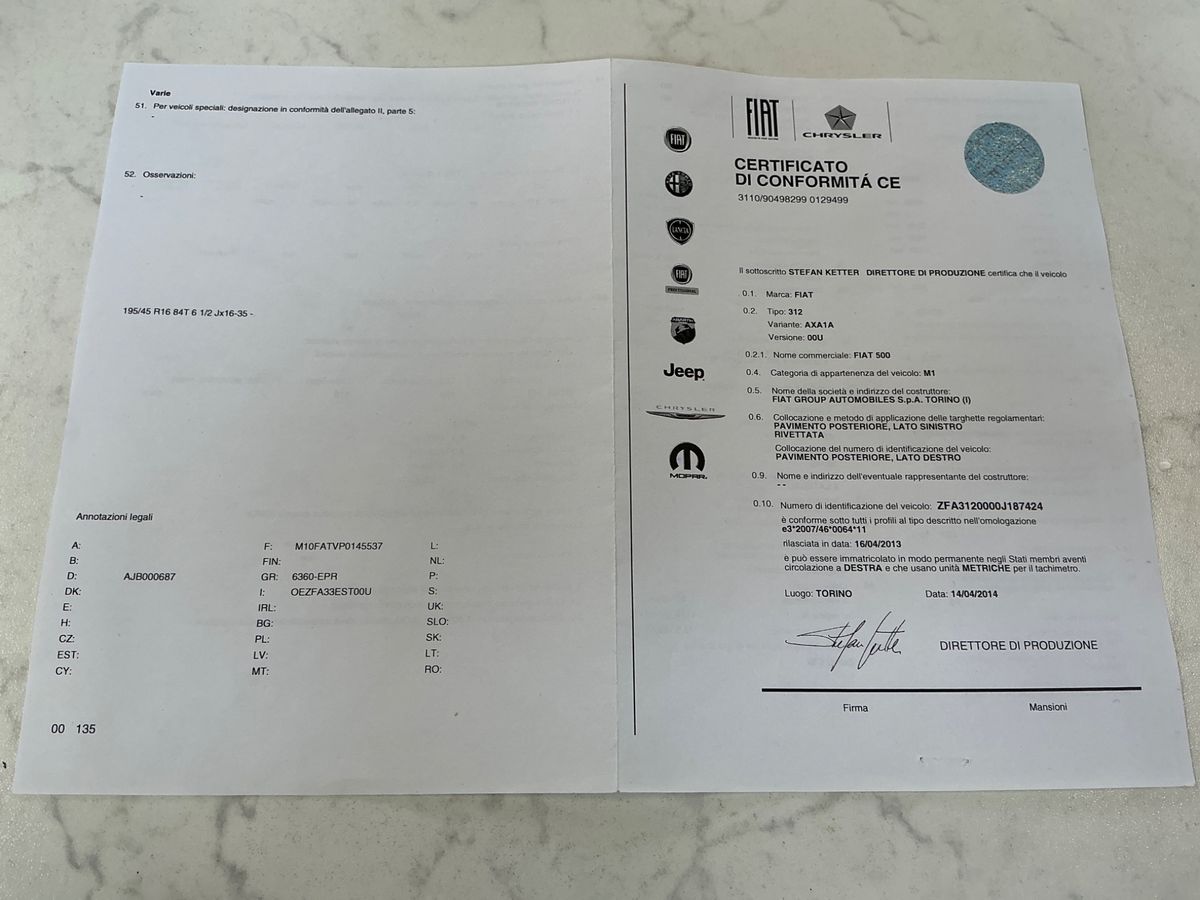 Varie
51. Per veicoli speciali: designazione in conformità dell'allegato II, parte 5:
-
52. Osservazioni:
-
195/45 R16 84T 6 1/2 Jx16-35 -
Annotazioni legali
A: F: M10FATVP0145537 L:
B: FIN: NL:
D: AJB000687 GR: 6360-EPR P:
DK: I: OEZFA33EST00U S:
E: IRL: UK:
H: BG: SLO:
CZ: PL: SK:
EST: LV: LT:
CY: MT: RO:
00 135
FIAT
CHRYSLER
FIAT
LANCIA
FIAT
PROFESSIONAL
ABARTH
Jeep
CHRYSLER
MOPAR
CERTIFICATO
DI CONFORMITÁ CE
3110/90498299 0129499
Il sottoscritto STEFAN KETTER DIRETTORE DI PRODUZIONE certifica che il veicolo
0.1. Marca: FIAT
0.2. Tipo: 312
Variante: AXA1A
Versione: 00U
0.2.1. Nome commerciale: FIAT 500
0.4. Categoria di appartenenza del veicolo: M1
0.5. Nome della società e indirizzo del costruttore:
FIAT GROUP AUTOMOBILES S.p.A. TORINO (I)
0.6. Collocazione e metodo di applicazione delle targhette regolamentari:
PAVIMENTO POSTERIORE, LATO SINISTRO
RIVETTATA
Collocazione del numero di identificazione del veicolo:
PAVIMENTO POSTERIORE, LATO DESTRO
0.9. Nome e indirizzo dell'eventuale rappresentante del costruttore:
- -
0.10. Numero di identificazione del veicolo: ZFA3120000J187424
è conforme sotto tutti i profili al tipo descritto nell'omologazione
e3*2007/46*0064*11
rilasciata in data: 16/04/2013
e può essere immatricolato in modo permanente negli Stati membri aventi
circolazione a DESTRA e che usano unità METRICHE per il tachimetro.
Luogo: TORINO Data: 14/04/2014
Stefan Ketter
DIRETTORE DI PRODUZIONE
Firma Mansioni